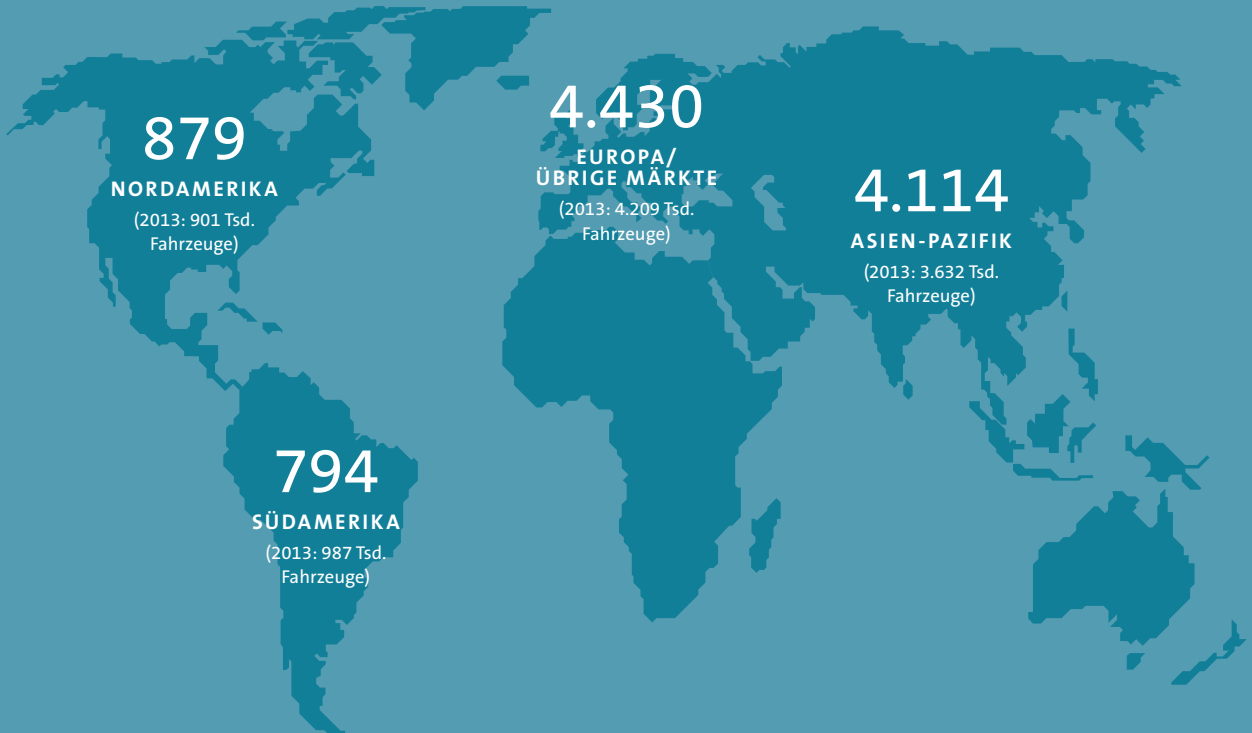 879
NORDAMERIKA
(2013: 901 Tsd.
Fahrzeuge)
4.430
EUROPA/
ÜBRIGE MÄRKTE
(2013: 4.209 Tsd.
Fahrzeuge)
4.114
ASIEN-PAZIFIK
(2013: 3.632 Tsd.
Fahrzeuge)
794
SÜDAMERIKA
(2013: 987 Tsd.
Fahrzeuge)